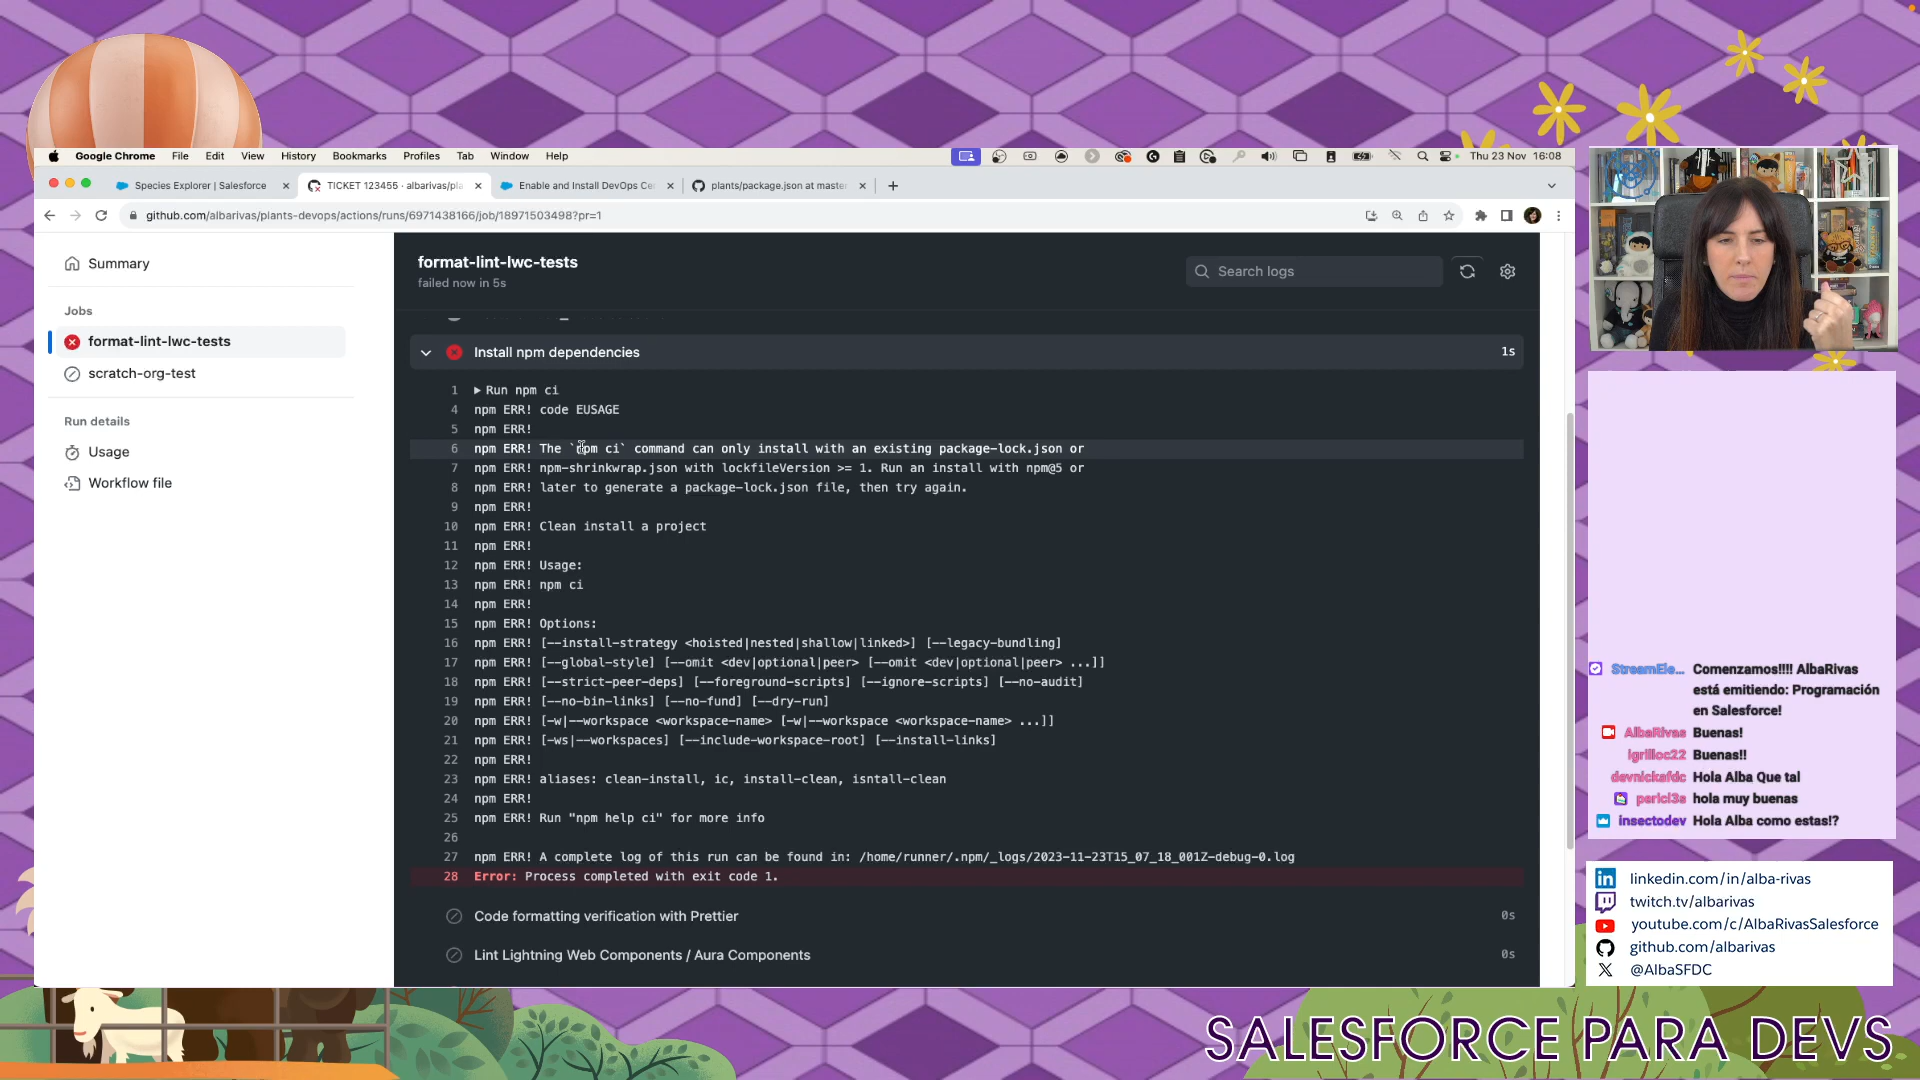 Google Chrome File Edit View History Bookmarks Profiles Tab Window Help
Thu 23 Nov 16:08
Species Explorer | Salesforce
TICKET 123455 · albarivas/pla
Enable and Install DevOps Ce
plants/package.json at master
github.com/albarivas/plants-devops/actions/runs/6971438166/job/18971503498?pr=1
Summary
Jobs
format-lint-lwc-tests
scratch-org-test
Run details
Usage
Workflow file
format-lint-lwc-tests
failed now in 5s
Search logs
Install npm dependencies 1s
1 Run npm ci
4 npm ERR! code EUSAGE
5 npm ERR!
6 npm ERR! The `npm ci` command can only install with an existing package-lock.json or
7 npm ERR! npm-shrinkwrap.json with lockfileVersion >= 1. Run an install with npm@5 or
8 npm ERR! later to generate a package-lock.json file, then try again.
9 npm ERR!
10 npm ERR! Clean install a project
11 npm ERR!
12 npm ERR! Usage:
13 npm ERR! npm ci
14 npm ERR!
15 npm ERR! Options:
16 npm ERR! [--install-strategy <hoisted|nested|shallow|linked>] [--legacy-bundling]
17 npm ERR! [--global-style] [--omit <dev|optional|peer> [--omit <dev|optional|peer> ...]]
18 npm ERR! [--strict-peer-deps] [--foreground-scripts] [--ignore-scripts] [--no-audit]
19 npm ERR! [--no-bin-links] [--no-fund] [--dry-run]
20 npm ERR! [-w|--workspace <workspace-name> [-w|--workspace <workspace-name> ...]]
21 npm ERR! [-ws|--workspaces] [--include-workspace-root] [--install-links]
22 npm ERR!
23 npm ERR! aliases: clean-install, ic, install-clean, isntall-clean
24 npm ERR!
25 npm ERR! Run "npm help ci" for more info
26
27 npm ERR! A complete log of this run can be found in: /home/runner/.npm/_logs/2023-11-23T15_07_18_001Z-debug-0.log
28 Error: Process completed with exit code 1.
Code formatting verification with Prettier 0s
Lint Lightning Web Components / Aura Components 0s
StreamEle... Comenzamos!!!! AlbaRivas
está emitiendo: Programación
en Salesforce!
AlbaRivas Buenas!
igrilloc22 Buenas!!
devnickafdc Hola Alba Que tal
perici3s hola muy buenas
insectodev Hola Alba como estas!?
linkedin.com/in/alba-rivas
twitch.tv/albarivas
youtube.com/c/AlbaRivasSalesforce
github.com/albarivas
@AlbaSFDC
SALESFORCE PARA DEVS